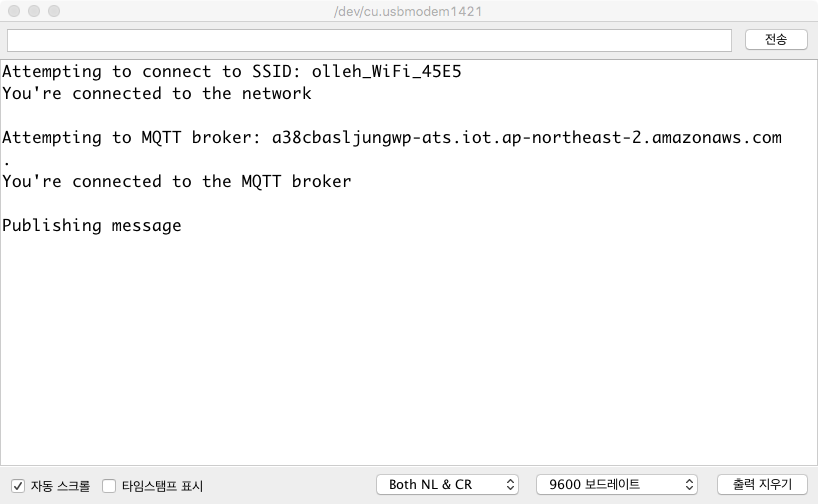 /dev/cu.usbmodem1421
전송
Attempting to connect to SSID: olleh_WiFi_45E5
You're connected to the network
Attempting to MQTT broker: a38cbasljungwp-ats.iot.ap-northeast-2.amazonaws.com
.
You're connected to the MQTT broker
Publishing message
자동 스크롤 타임스탬프 표시 Both NL & CR 9600 보드레이트 출력 지우기